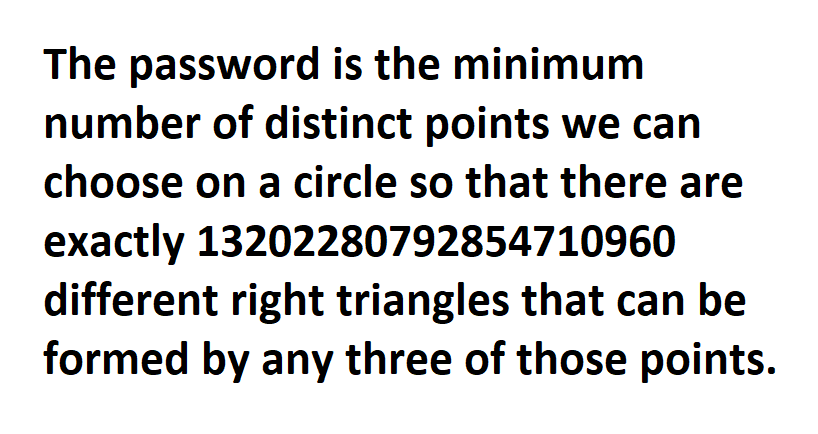 The password is the minimum
number of distinct points we can
choose on a circle so that there are
exactly 13202280792854710960
different right triangles that can be
formed by any three of those points.